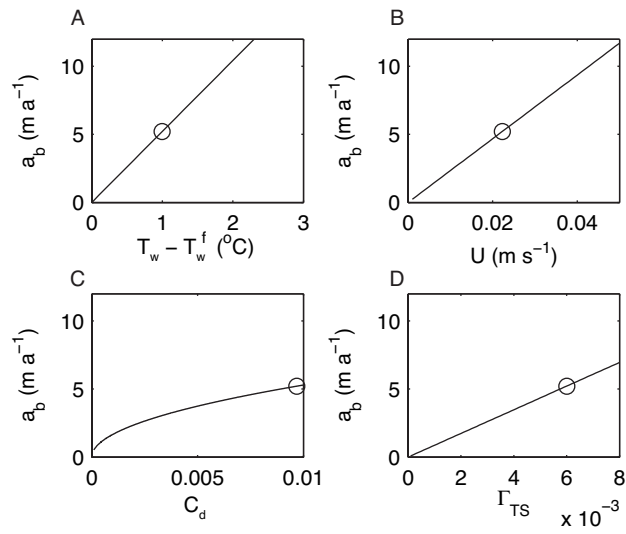 A
10
5
0
a_b (m a⁻¹)
0 1 2 3
T_w − T_w^f (°C)
B
10
5
0
a_b (m a⁻¹)
0 0.02 0.04
U (m s⁻¹)
C
10
5
0
a_b (m a⁻¹)
0 0.005 0.01
C_d
D
10
5
0
a_b (m a⁻¹)
0 2 4 6 8
Γ_TS
x 10⁻³